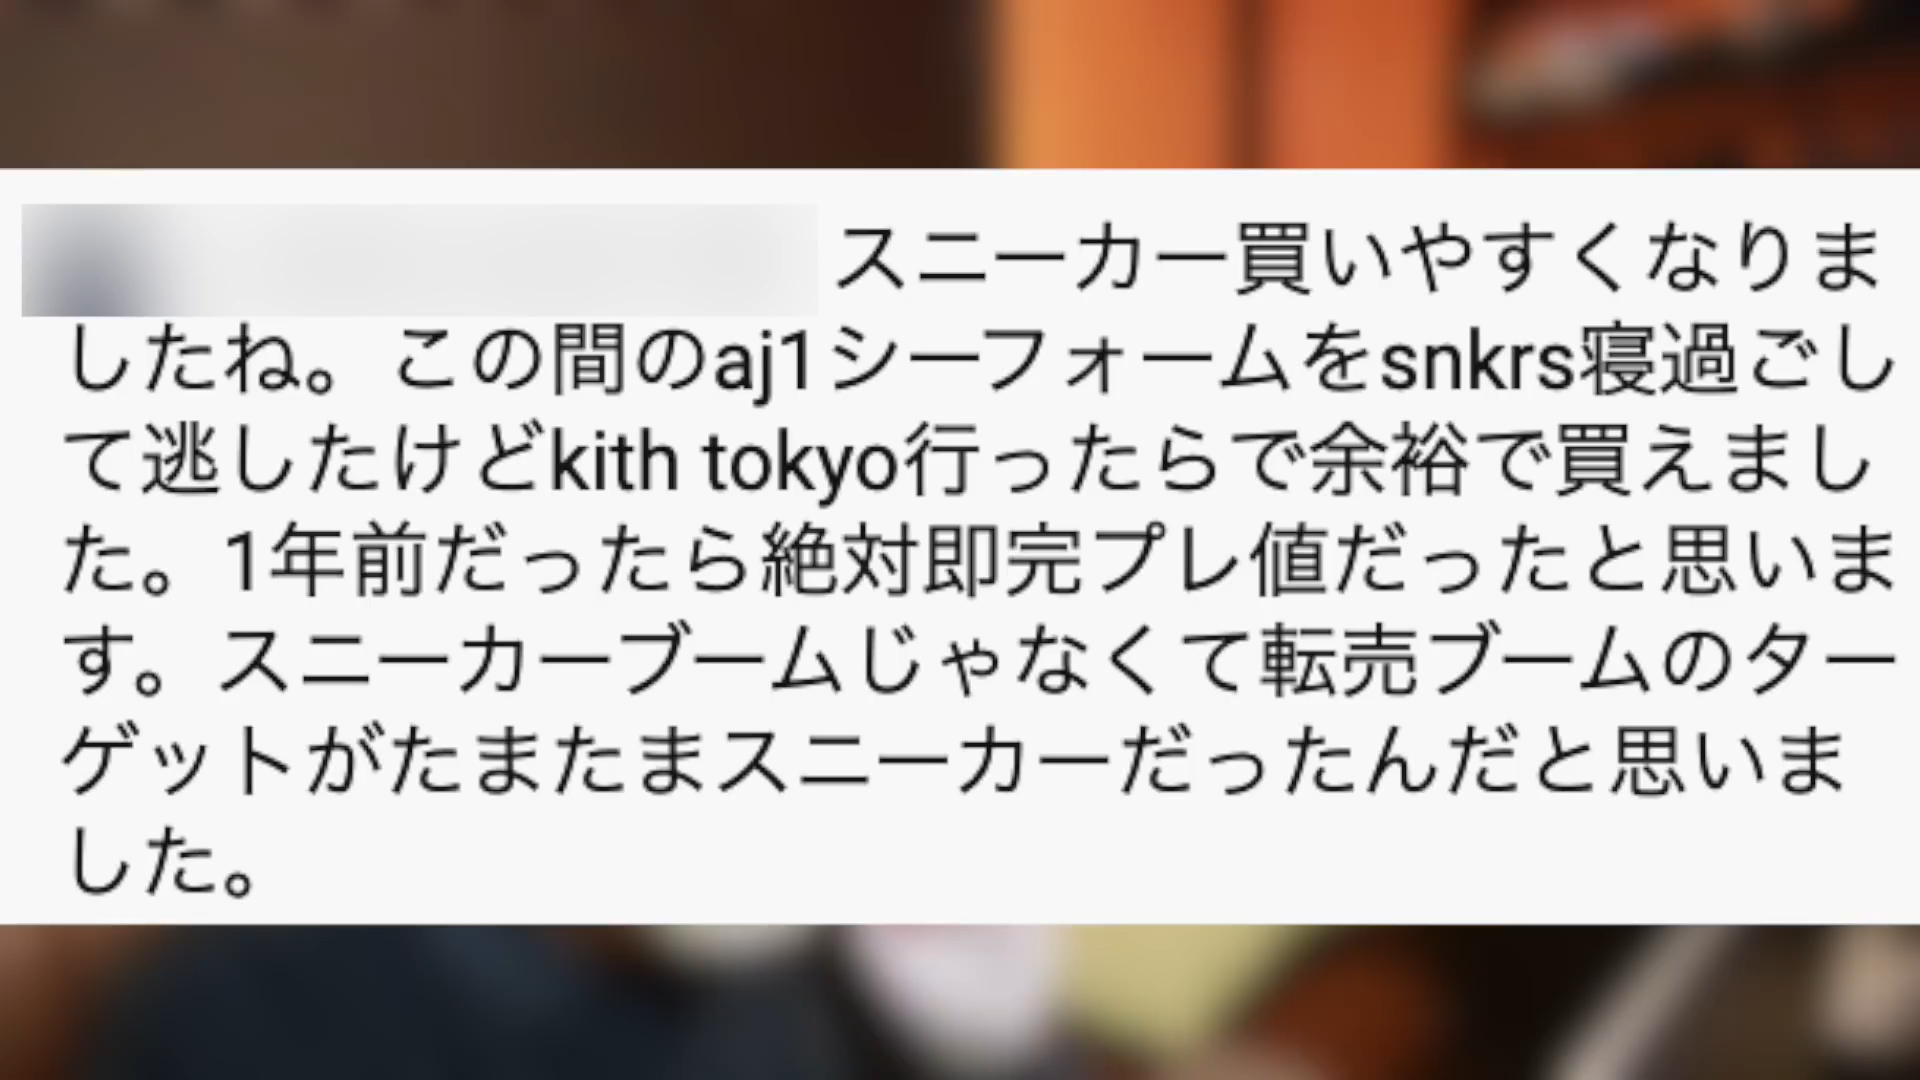 スニーカー買いやすくなりま
したね。この間のaj1シーフォームをsnkrs寝過ごし
て逃したけどkith tokyo行ったらで余裕で買えまし
た。1年前だったら絶対即完プレ値だったと思いま
す。スニーカーブームじゃなくて転売ブームのター
ゲットがたまたまスニーカーだったんだと思いま
した。